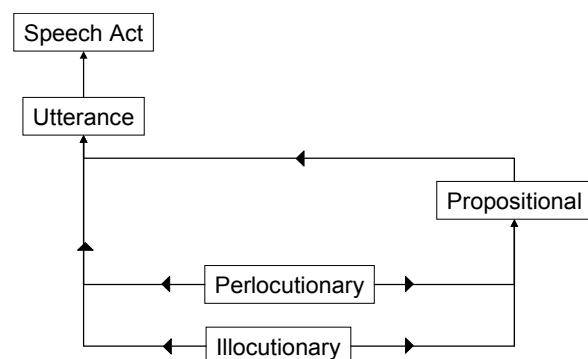 Speech Act
Utterance
Propositional
Perlocutionary
Illocutionary